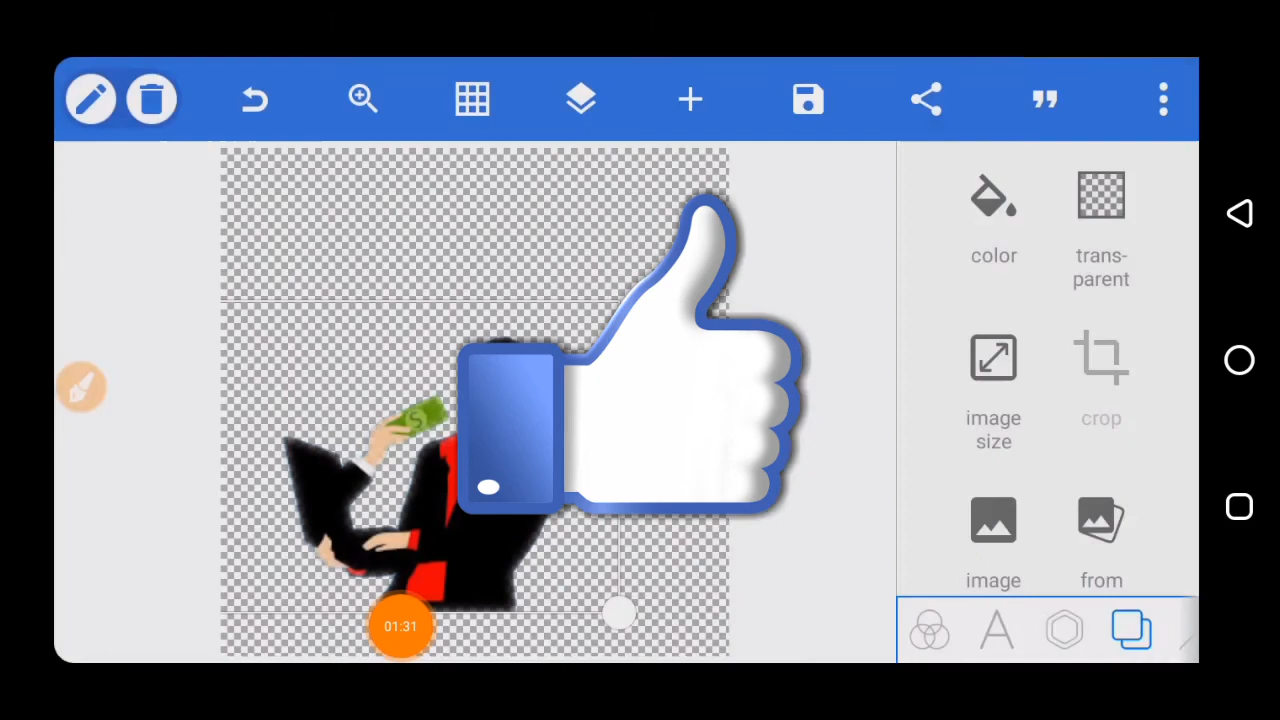 color
trans-
parent
image
size
crop
image
from
$
01:31